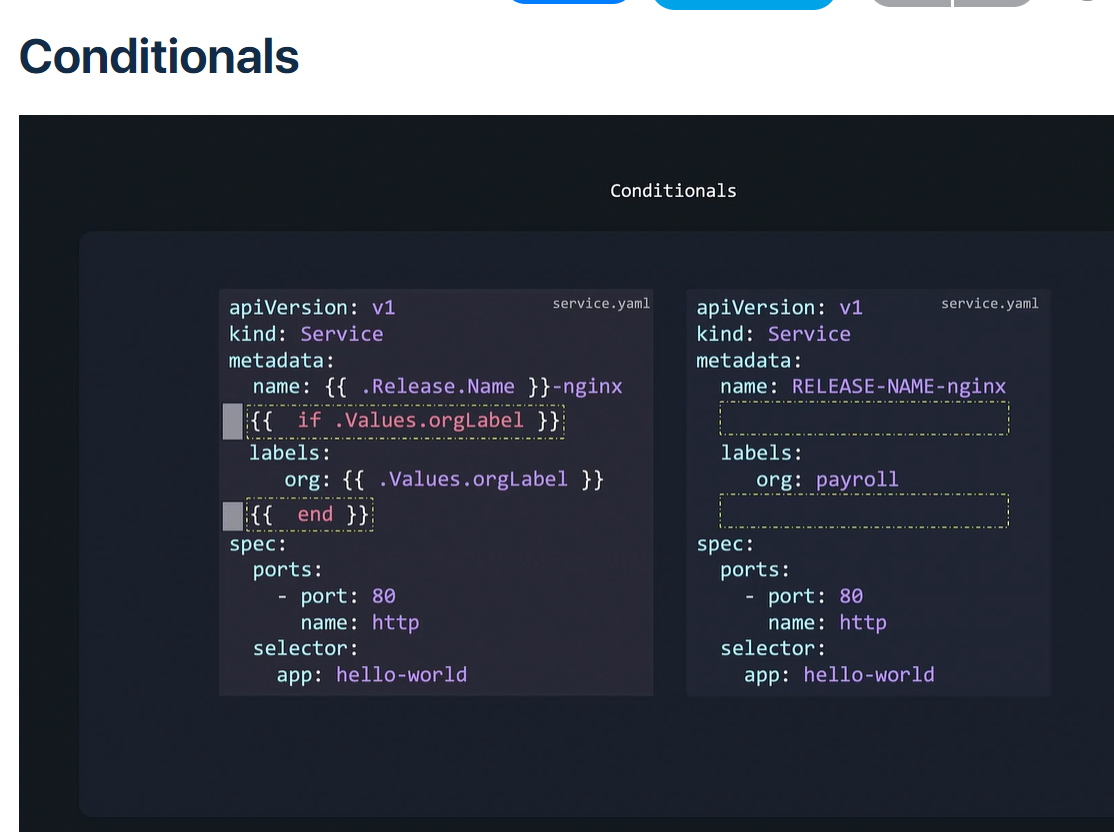 Conditionals
Conditionals
service.yaml
apiVersion: v1
kind: Service
metadata:
  name: {{ .Release.Name }}-nginx
  {{  if .Values.orgLabel }}
  labels:
     org: {{ .Values.orgLabel }}
  {{  end }}
spec:
  ports:
    - port: 80
      name: http
  selector:
    app: hello-world
service.yaml
apiVersion: v1
kind: Service
metadata:
  name: RELEASE-NAME-nginx
  labels:
     org: payroll
spec:
  ports:
    - port: 80
      name: http
  selector:
    app: hello-world